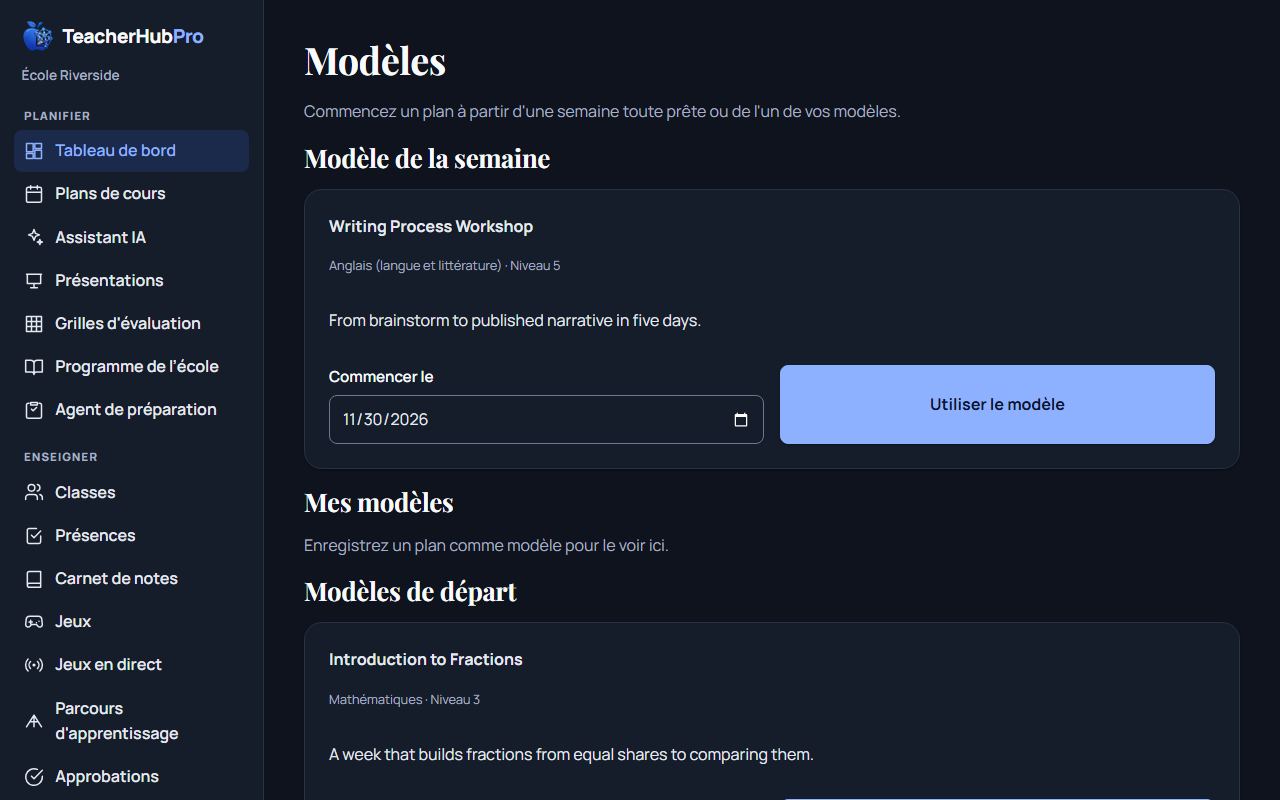 TeacherHubPro
École Riverside
PLANIFIER
Tableau de bord
Plans de cours
Assistant IA
Présentations
Grilles d'évaluation
Programme de l’école
Agent de préparation
ENSEIGNER
Classes
Présences
Carnet de notes
Jeux
Jeux en direct
Parcours
d'apprentissage
Approbations
Modèles
Commencez un plan à partir d'une semaine toute prête ou de l'un de vos modèles.
Modèle de la semaine
Writing Process Workshop
Anglais (langue et littérature) · Niveau 5
From brainstorm to published narrative in five days.
Commencer le
11/30/2026
Utiliser le modèle
Mes modèles
Enregistrez un plan comme modèle pour le voir ici.
Modèles de départ
Introduction to Fractions
Mathématiques · Niveau 3
A week that builds fractions from equal shares to comparing them.